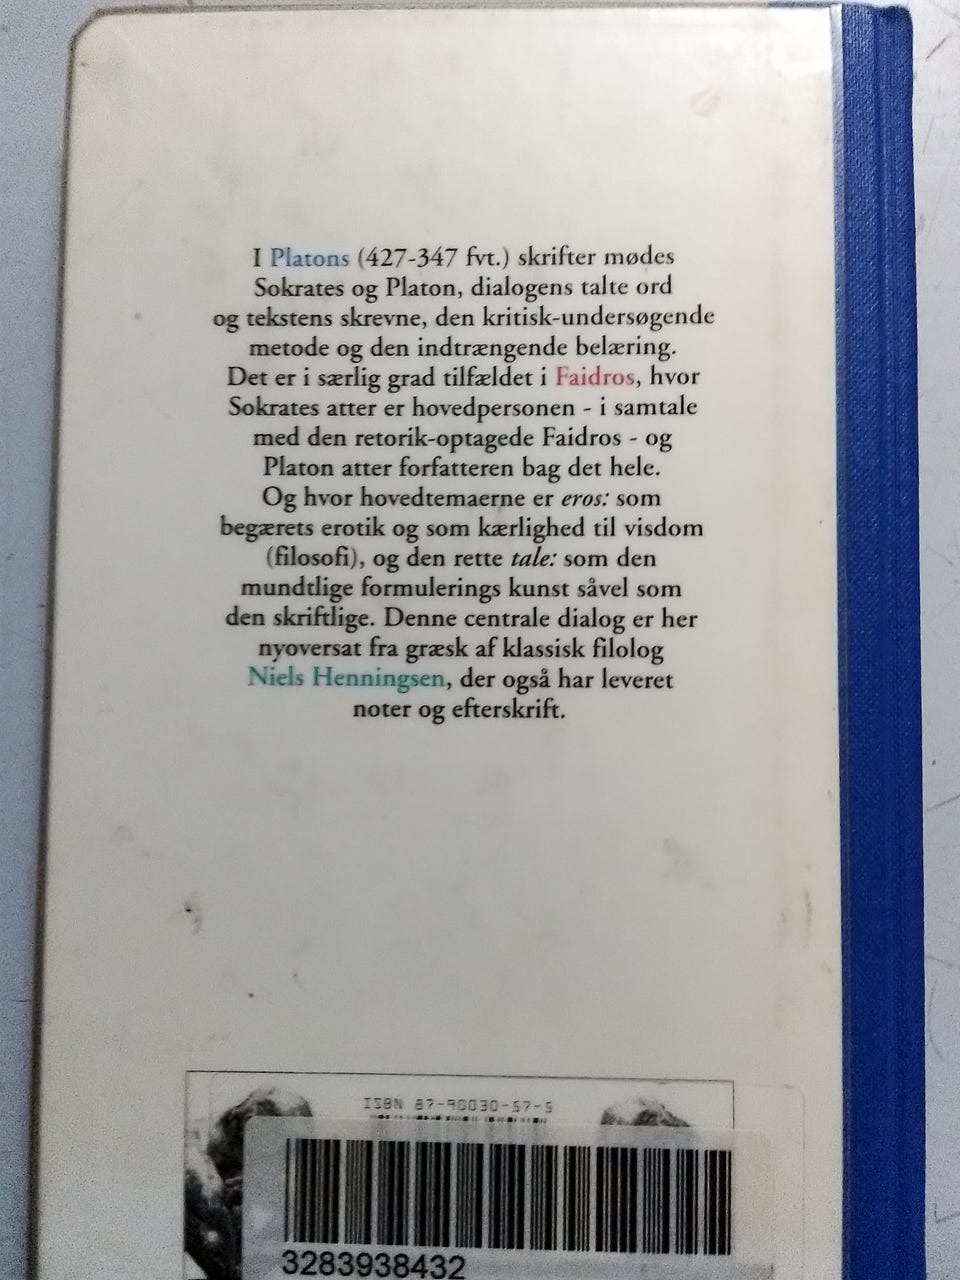 I Platons (427-347 fvt.) skrifter mødes
Sokrates og Platon, dialogens talte ord
og tekstens skrevne, den kritisk-undersøgende
metode og den indtrængende belæring.
Det er i særlig grad tilfældet i Faidros, hvor
Sokrates atter er hovedpersonen - i samtale
med den retorik-optagede Faidros - og
Platon atter forfatteren bag det hele.
Og hvor hovedtemaerne er eros: som
begærets erotik og som kærlighed til visdom
(filosofi), og den rette tale: som den
mundtlige formulerings kunst såvel som
den skriftlige. Denne centrale dialog er her
nyoversat fra græsk af klassisk filolog
Niels Henningsen, der også har leveret
noter og efterskrift.
ISBN 87-90030-57-5
3283938432